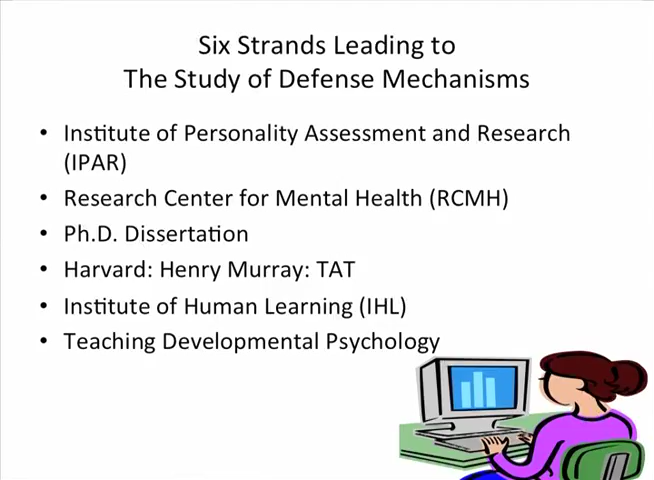 Six Strands Leading to
The Study of Defense Mechanisms
• Institute of Personality Assessment and Research
(IPAR)
• Research Center for Mental Health (RCMH)
• Ph.D. Dissertation
• Harvard: Henry Murray: TAT
• Institute of Human Learning (IHL)
• Teaching Developmental Psychology